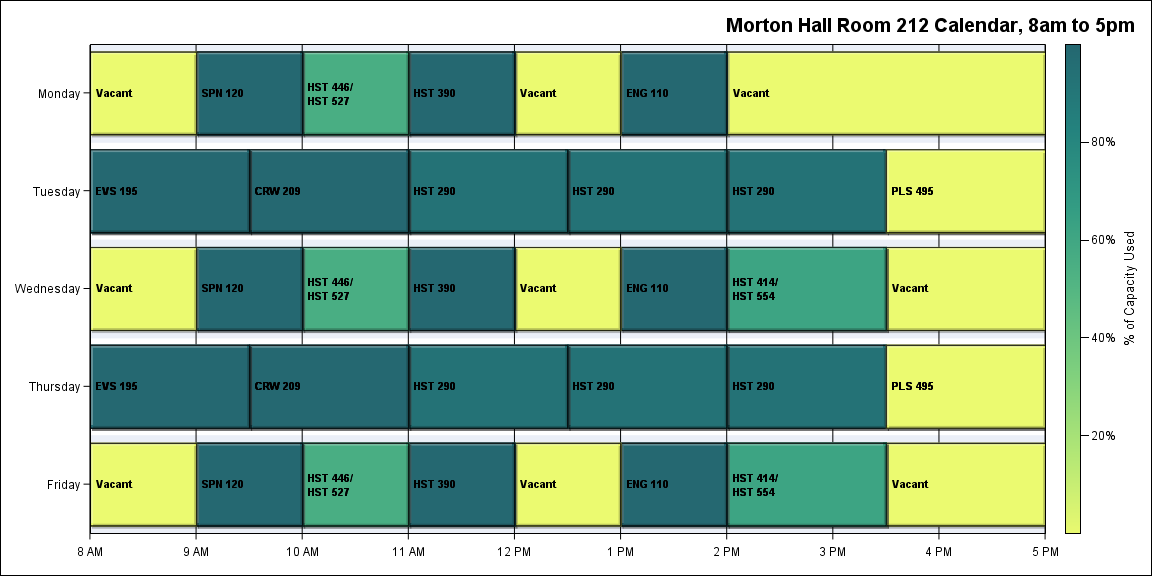 Morton Hall Room 212 Calendar, 8am to 5pm
Monday
Vacant
SPN 120
HST 446/
HST 527
HST 390
Vacant
ENG 110
Vacant
Tuesday
EVS 195
CRW 209
HST 290
HST 290
HST 290
PLS 495
Wednesday
Vacant
SPN 120
HST 446/
HST 527
HST 390
Vacant
ENG 110
HST 414/
HST 554
Vacant
Thursday
EVS 195
CRW 209
HST 290
HST 290
HST 290
PLS 495
Friday
Vacant
SPN 120
HST 446/
HST 527
HST 390
Vacant
ENG 110
HST 414/
HST 554
Vacant
8 AM
9 AM
10 AM
11 AM
12 PM
1 PM
2 PM
3 PM
4 PM
5 PM
80%
60%
40%
20%
% of Capacity Used